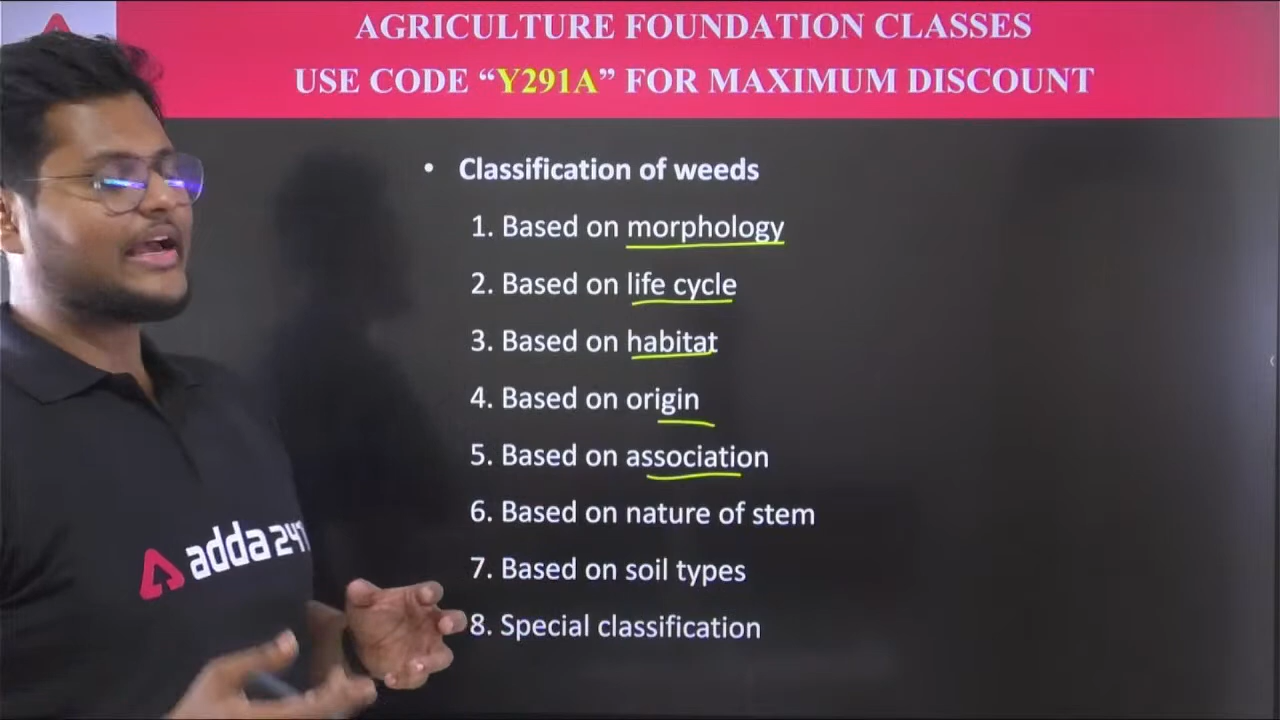 AGRICULTURE FOUNDATION CLASSES
USE CODE “Y291A” FOR MAXIMUM DISCOUNT
• Classification of weeds
1. Based on morphology
2. Based on life cycle
3. Based on habitat
4. Based on origin
5. Based on association
6. Based on nature of stem
7. Based on soil types
8. Special classification
adda247